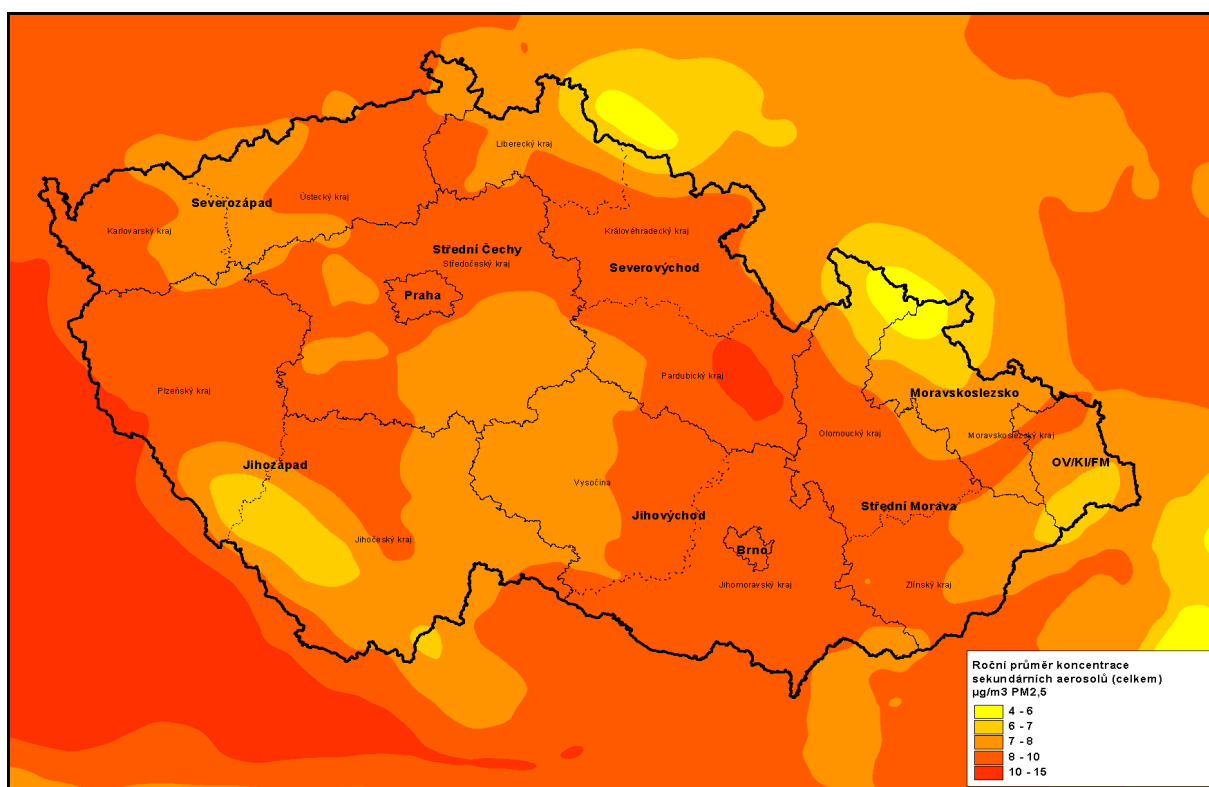 Liberecký kraj
Severozápad
Ústecký kraj
Karlovarský kraj
Královéhradecký kraj
Střední Čechy
Středočeský kraj
Severovýchod
Praha
Plzeňský kraj
Pardubický kraj
Moravskoslezsko
Olomoucký kraj
Moravskoslezský kraj
Jihozápad
OV/KI/FM
Vysočina
Střední Morava
Jihovýchod
Jihočeský kraj
Brno
Jihomoravský kraj
Zlínský kraj
Roční průměr koncentrace
sekundárních aerosolů (celkem)
µg/m3 PM2,5
4 - 6
6 - 7
7 - 8
8 - 10
10 - 15